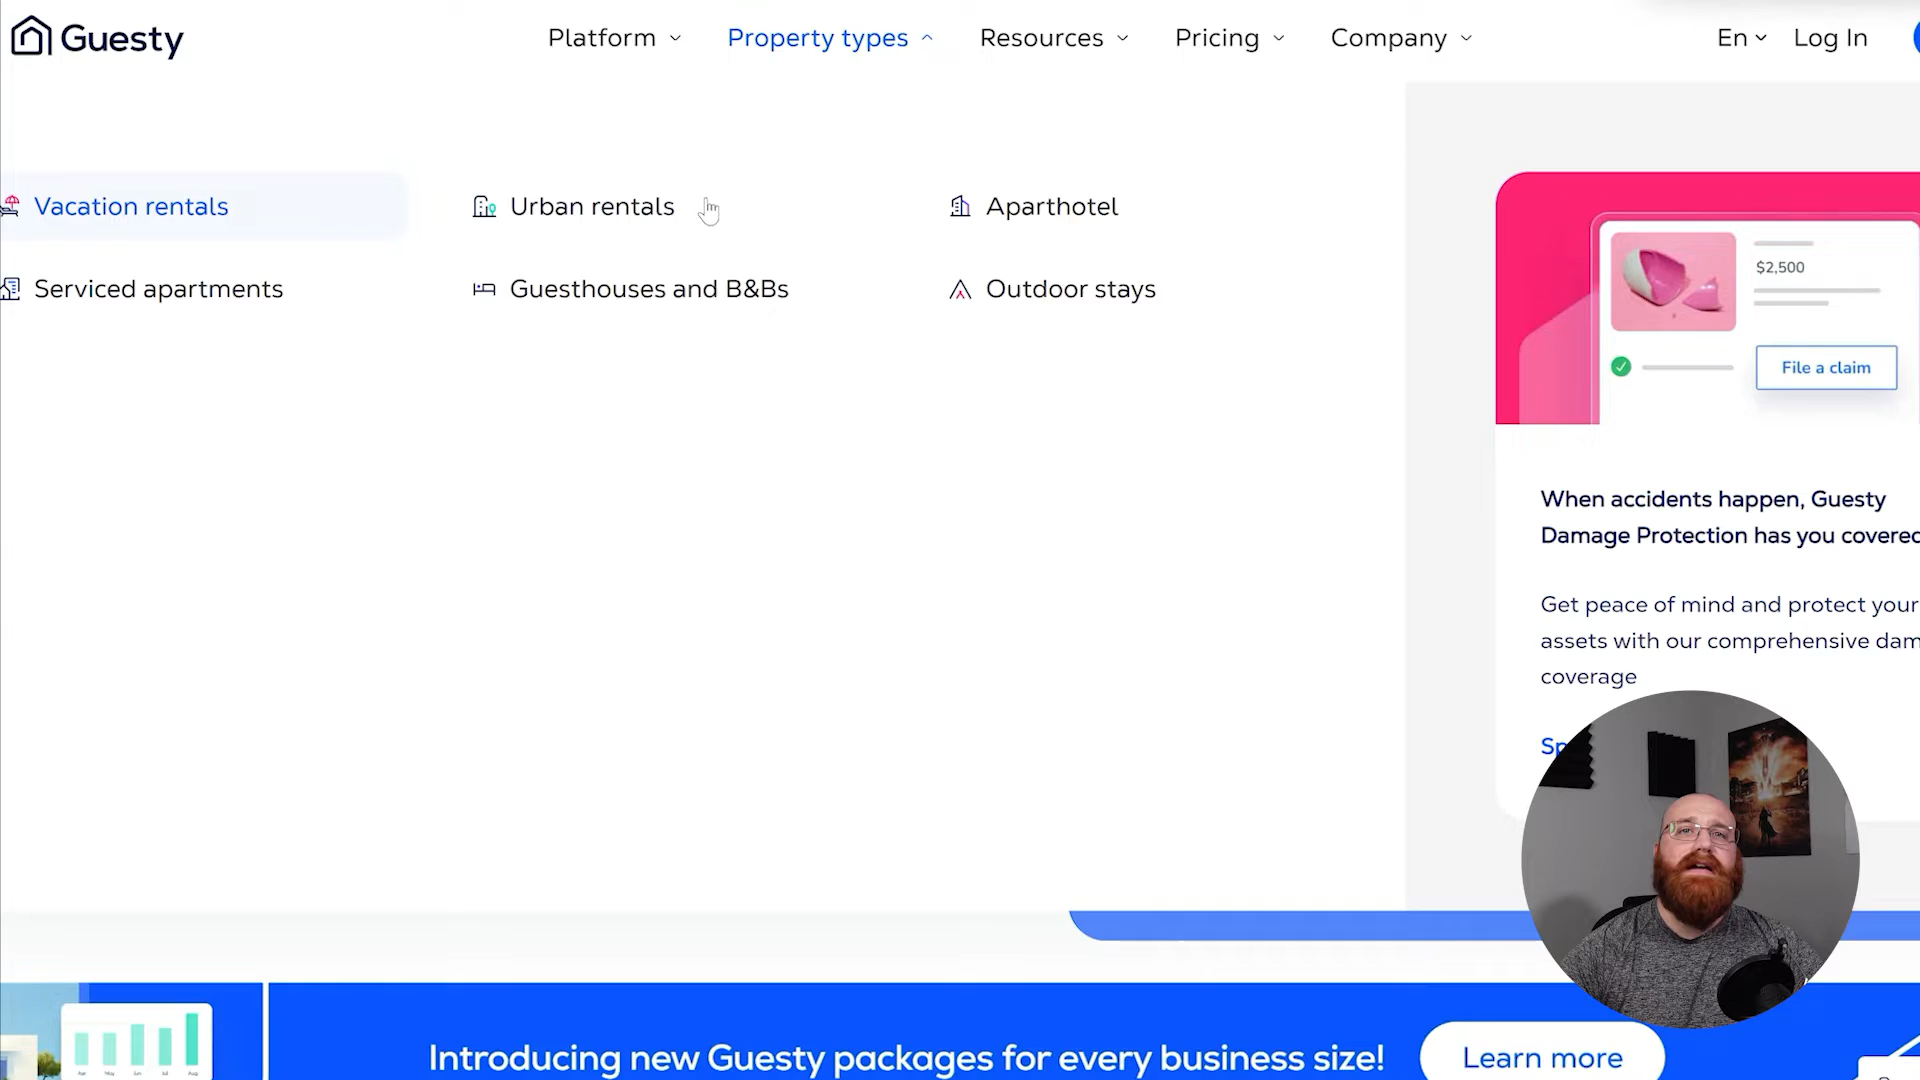 Guesty
Platform
Property types
Resources
Pricing
Company
En
Log In
Vacation rentals
Urban rentals
Aparthotel
Serviced apartments
Guesthouses and B&Bs
Outdoor stays
$2,500
File a claim
When accidents happen, Guesty
Damage Protection has you covered
Get peace of mind and protect your
assets with our comprehensive dam
coverage
Sp
Introducing new Guesty packages for every business size!
Learn more